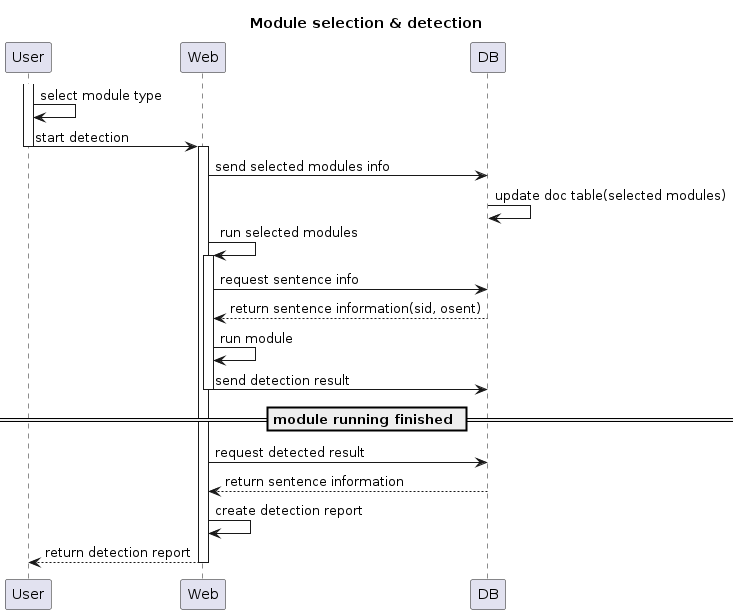 Module selection & detection
User Web DB
select module type
start detection
send selected modules info
update doc table(selected modules)
run selected modules
request sentence info
return sentence information(sid, osent)
run module
send detection result
module running finished
request detected result
return sentence information
create detection report
return detection report
User Web DB